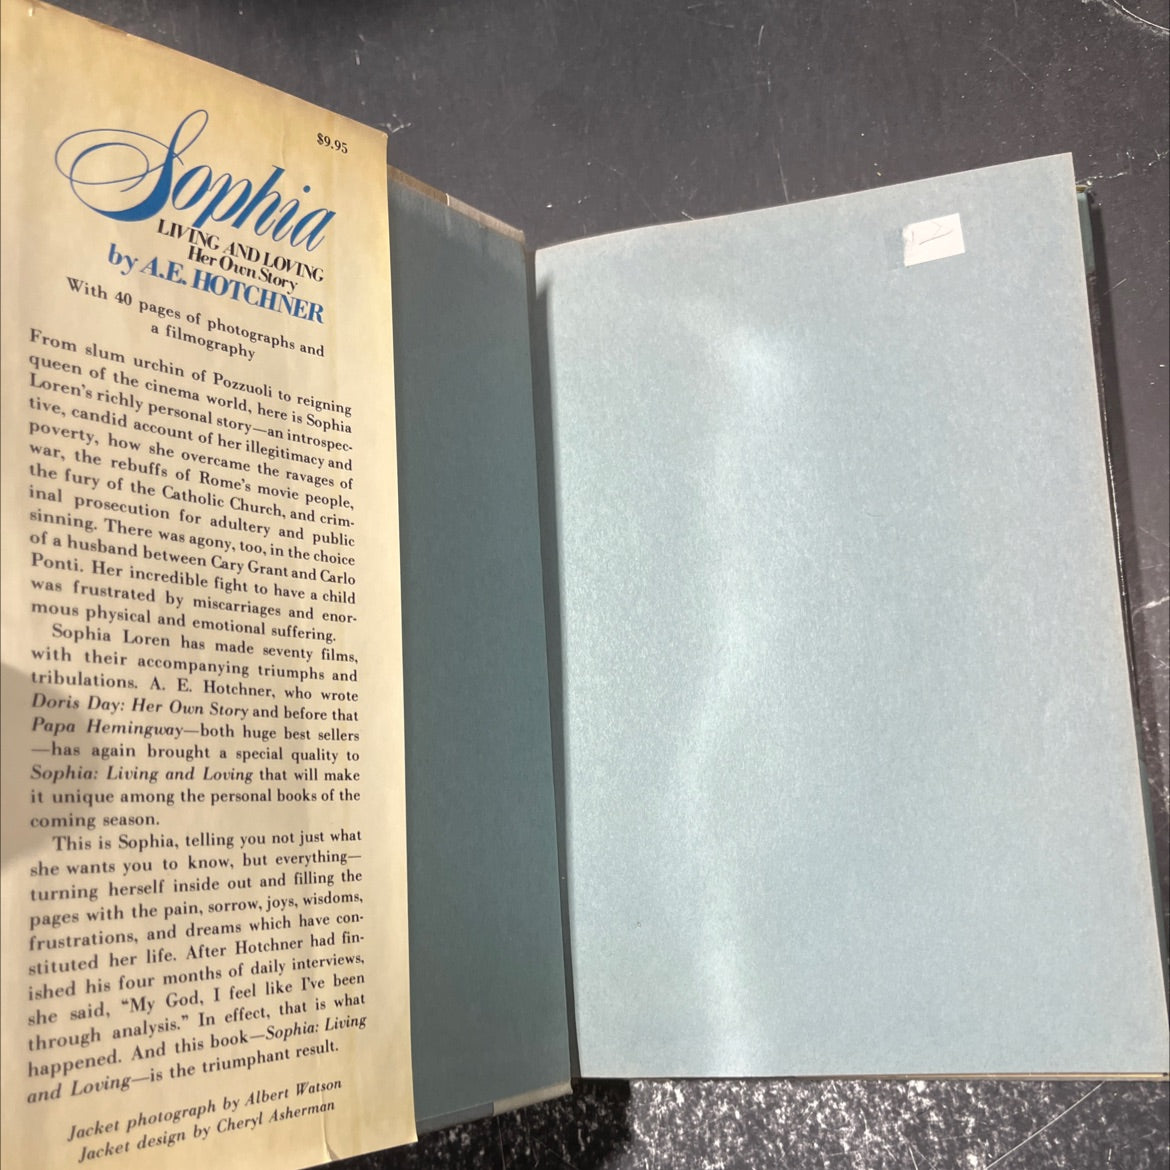 $9.95
Sophia
LIVING AND LOVING
Her Own Story
by A.E. HOTCHNER
With 40 pages of photographs and
a filmography
From slum urchin of Pozzuoli to reigning
queen of the cinema world, here is Sophia
Loren's richly personal story—an introspec-
tive, candid account of her illegitimacy and
poverty, how she overcame the ravages of
war, the rebuffs of Rome's movie people,
the fury of the Catholic Church, and crim-
inal prosecution for adultery and public
sinning. There was agony, too, in the choice
of a husband between Cary Grant and Carlo
Ponti. Her incredible fight to have a child
was frustrated by miscarriages and enor-
mous physical and emotional suffering.
Sophia Loren has made seventy films,
with their accompanying triumphs and
tribulations. A. E. Hotchner, who wrote
Doris Day: Her Own Story and before that
Papa Hemingway—both huge best sellers
—has again brought a special quality to
Sophia: Living and Loving that will make
it unique among the personal books of the
coming season.
This is Sophia, telling you not just what
she wants you to know, but everything—
turning herself inside out and filling the
pages with the pain, sorrow, joys, wisdoms,
frustrations, and dreams which have con-
stituted her life. After Hotchner had fin-
ished his four months of daily interviews,
she said, "My God, I feel like I've been
through analysis." In effect, that is what
happened. And this book—Sophia: Living
and Loving—is the triumphant result.
Jacket photograph by Albert Watson
Jacket design by Cheryl Asherman